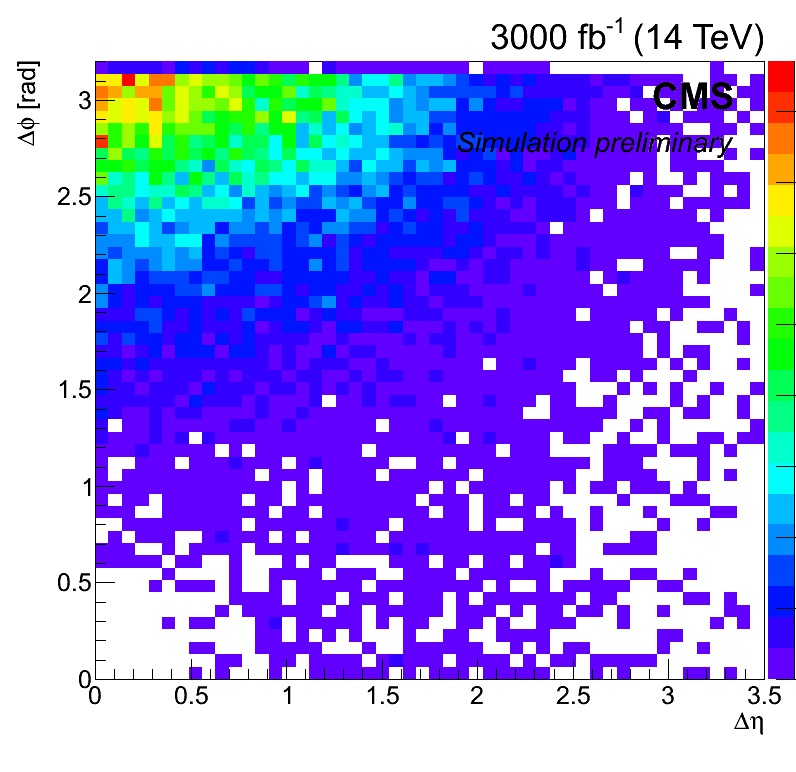 3000 fb-1 (14 TeV)
Δϕ [rad]
CMS
Simulation preliminary
3
2.5
2
1.5
1
0.5
0
0 0.5 1 1.5 2 2.5 3 3.5
Δη